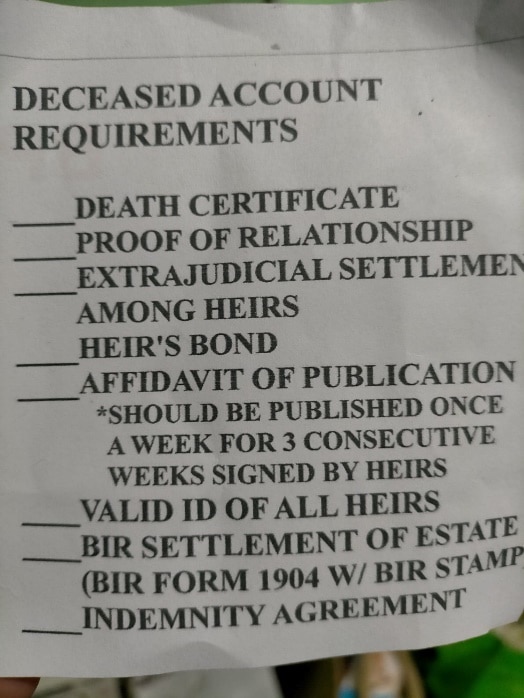 DECEASED ACCOUNT
REQUIREMENTS
____DEATH CERTIFICATE
____PROOF OF RELATIONSHIP
____EXTRAJUDICIAL SETTLEMEN
AMONG HEIRS
____HEIR'S BOND
____AFFIDAVIT OF PUBLICATION
*SHOULD BE PUBLISHED ONCE
A WEEK FOR 3 CONSECUTIVE
WEEKS SIGNED BY HEIRS
____VALID ID OF ALL HEIRS
____BIR SETTLEMENT OF ESTATE
(BIR FORM 1904 W/ BIR STAMP
____INDEMNITY AGREEMENT